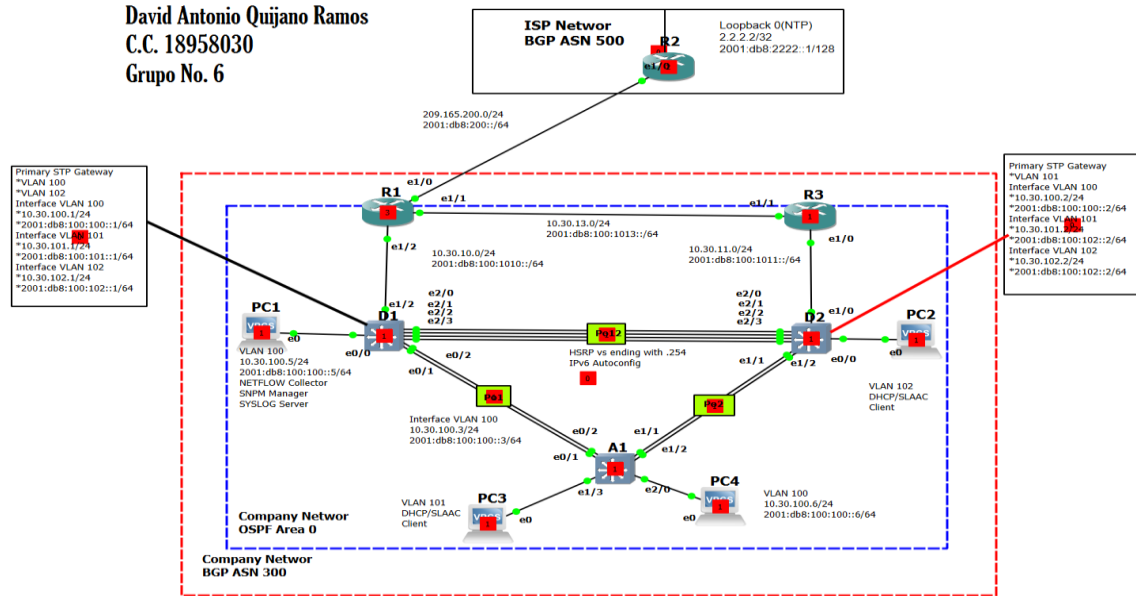 David Antonio Quijano Ramos
C.C. 18958030
Grupo No. 6
ISP Networ
BGP ASN 500
R2
e1/0
Loopback 0(NTP)
2.2.2.2/32
2001:db8:2222::1/128
209.165.200.0/24
2001:db8:200::/64
Primary STP Gateway
*VLAN 100
*VLAN 102
Interface VLAN 100
*10.30.100.1/24
*2001:db8:100:100::1/64
Interface VLAN 101
*10.30.101.1/24
*2001:db8:100:101::1/64
Interface VLAN 102
*10.30.102.1/24
*2001:db8:100:102::1/64
Primary STP Gateway
*VLAN 101
Interface VLAN 100
*10.30.100.2/24
*2001:db8:100:100::2/64
Interface VLAN 101
*10.30.101.2/24
*2001:db8:100:102::2/64
Interface VLAN 102
*10.30.102.2/24
*2001:db8:100:102::2/64
R1
3
e1/0
e1/1
e1/2
10.30.13.0/24
2001:db8:100:1013::/64
e1/1
R3
1
e1/0
10.30.10.0/24
2001:db8:100:1010::/64
10.30.11.0/24
2001:db8:100:1011::/64
e1/2
D1
1
e2/0
e2/1
e2/2
e2/3
e0/0
e0/2
e0/1
e2/0
e2/1
e2/2
e2/3
e1/0
D2
1
e0/0
e1/1
e1/2
PC1
1
e0
VLAN 100
10.30.100.5/24
2001:db8:100:100::5/64
NETFLOW Collector
SNPM Manager
SYSLOG Server
Po12
HSRP vs ending with .254
IPv6 Autoconfig
0
PC2
1
e0
VLAN 102
DHCP/SLAAC
Client
Po1
Po2
Interface VLAN 100
10.30.100.3/24
2001:db8:100:100::3/64
e0/2
e0/1
A1
1
e1/1
e1/2
e1/3
e2/0
PC3
1
e0
VLAN 101
DHCP/SLAAC
Client
PC4
1
e0
VLAN 100
10.30.100.6/24
2001:db8:100:100::6/64
Company Networ
OSPF Area 0
Company Networ
BGP ASN 300